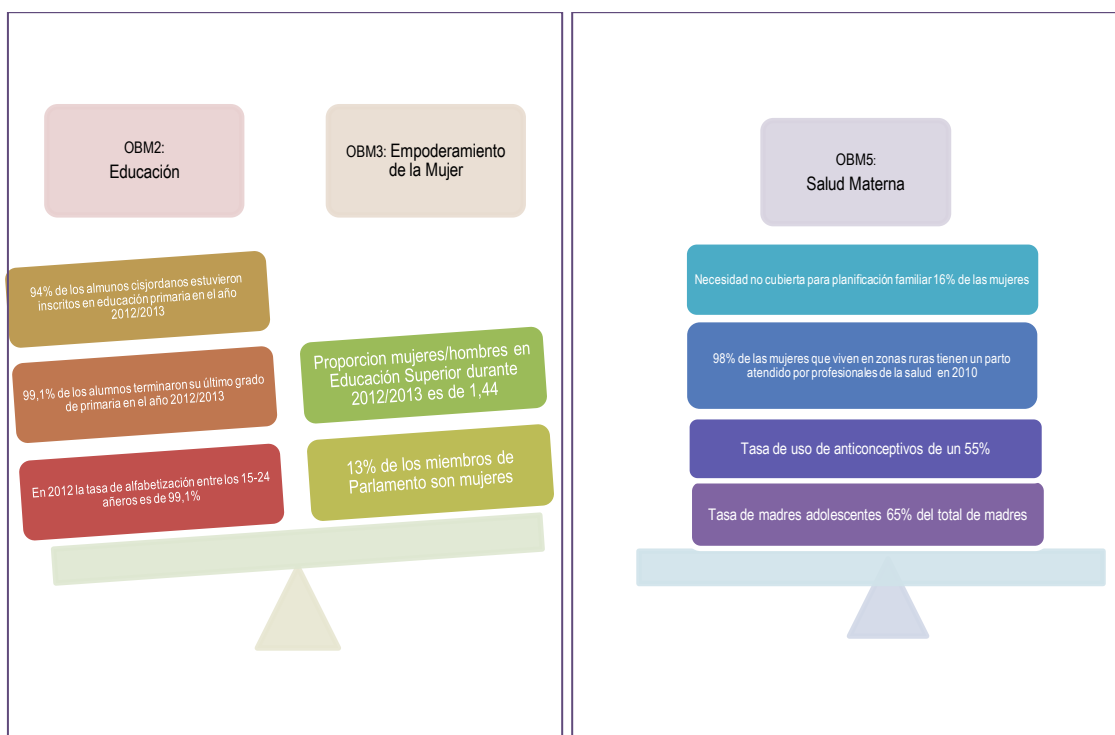 OBM2:
Educación
OBM3: Empoderamiento
de la Mujer
94% de los almunos cisjordanos estuvieron
inscritos en educación primaria en el año
2012/2013
99,1% de los alumnos terminaron su último grado
de primaria en el año 2012/2013
En 2012 la tasa de alfabetización entre los 15-24
añeros es de 99,1%
Proporcion mujeres/hombres en
Educación Superior durante
2012/2013 es de 1,44
13% de los miembros de
Parlamento son mujeres
OBM5:
Salud Materna
Necesidad no cubierta para planificación familiar 16% de las mujeres
98% de las mujeres que viven en zonas ruras tienen un parto
atendido por profesionales de la salud en 2010
Tasa de uso de anticonceptivos de un 55%
Tasa de madres adolescentes 65% del total de madres